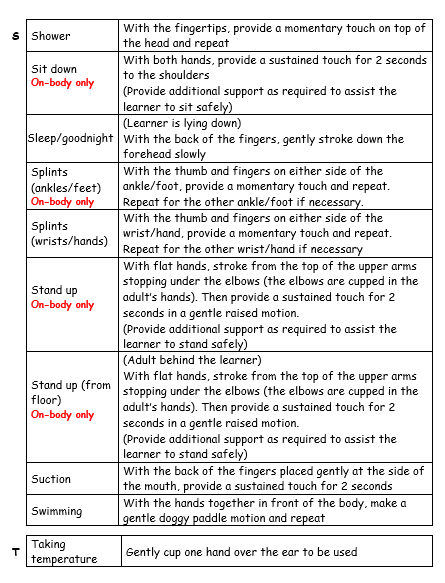 S
Shower
With the fingertips, provide a momentary touch on top of
the head and repeat
Sit down
On-body only
With both hands, provide a sustained touch for 2 seconds
to the shoulders
(Provide additional support as required to assist the
learner to sit safely)
Sleep/goodnight
(Learner is lying down)
With the back of the fingers, gently stroke down the
forehead slowly
Splints
(ankles/feet)
On-body only
With the thumb and fingers on either side of the
ankle/foot, provide a momentary touch and repeat.
Repeat for the other ankle/foot if necessary.
Splints
(wrists/hands)
With the thumb and fingers on either side of the
wrist/hand, provide a momentary touch and repeat.
Repeat for the other wrist/hand if necessary
Stand up
On-body only
With flat hands, stroke from the top of the upper arms
stopping under the elbows (the elbows are cupped in the
adult's hands). Then provide a sustained touch for 2
seconds in a gentle raised motion.
(Provide additional support as required to assist the
learner to stand safely)
Stand up (from
floor)
On-body only
(Adult behind the learner)
With flat hands, stroke from the top of the upper arms
stopping under the elbows (the elbows are cupped in the
adult's hands). Then provide a sustained touch for 2
seconds in a gentle raised motion.
(Provide additional support as required to assist the
learner to stand safely)
Suction
With the back of the fingers placed gently at the side of
the mouth, provide a sustained touch for 2 seconds
Swimming
With the hands together in front of the body, make a
gentle doggy paddle motion and repeat
T
Taking
temperature
Gently cup one hand over the ear to be used